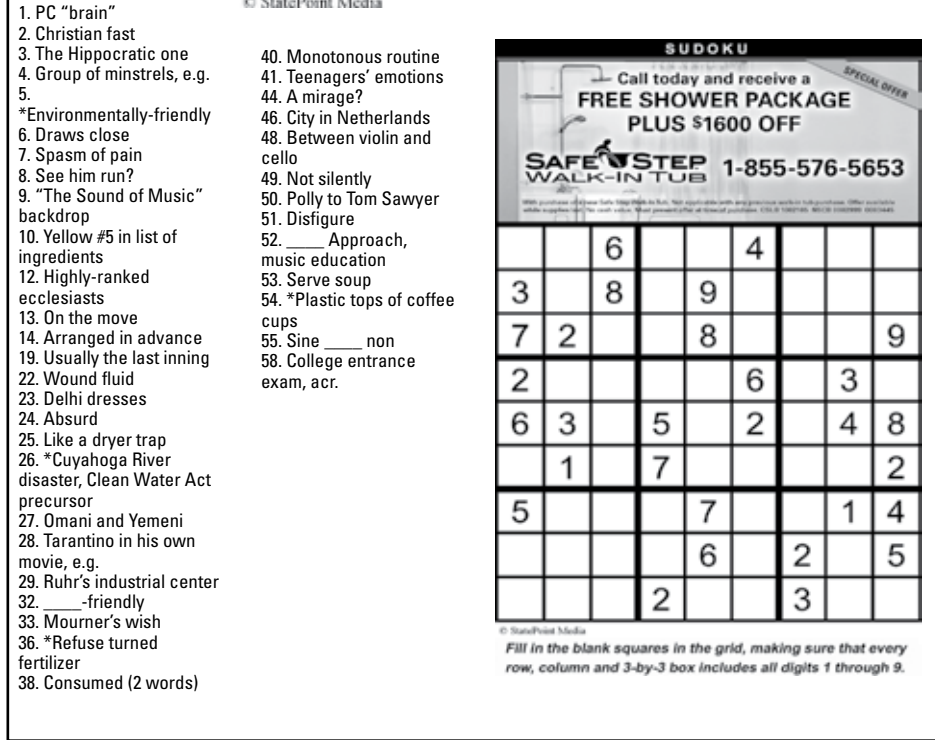 © StatePoint Media
1. PC “brain”
2. Christian fast
3. The Hippocratic one
4. Group of minstrels, e.g.
5.
*Environmentally-friendly
6. Draws close
7. Spasm of pain
8. See him run?
9. “The Sound of Music”
backdrop
10. Yellow #5 in list of
ingredients
12. Highly-ranked
ecclesiasts
13. On the move
14. Arranged in advance
19. Usually the last inning
22. Wound fluid
23. Delhi dresses
24. Absurd
25. Like a dryer trap
26. *Cuyahoga River
disaster, Clean Water Act
precursor
27. Omani and Yemeni
28. Tarantino in his own
movie, e.g.
29. Ruhr’s industrial center
32. ____-friendly
33. Mourner’s wish
36. *Refuse turned
fertilizer
38. Consumed (2 words)
40. Monotonous routine
41. Teenagers’ emotions
44. A mirage?
46. City in Netherlands
48. Between violin and
cello
49. Not silently
50. Polly to Tom Sawyer
51. Disfigure
52. ____ Approach,
music education
53. Serve soup
54. *Plastic tops of coffee
cups
55. Sine ____ non
58. College entrance
exam, acr.
SUDOKU
SPECIAL OFFER
Call today and receive a
FREE SHOWER PACKAGE
PLUS $1600 OFF
SAFE STEP
WALK-IN TUB
1-855-576-5653
6 4
3 8 9
7 2 8 9
2 6 3
6 3 5 2 4 8
1 7 2
5 7 1 4
6 2 5
2 3
© StatePoint Media
Fill in the blank squares in the grid, making sure that every
row, column and 3-by-3 box includes all digits 1 through 9.